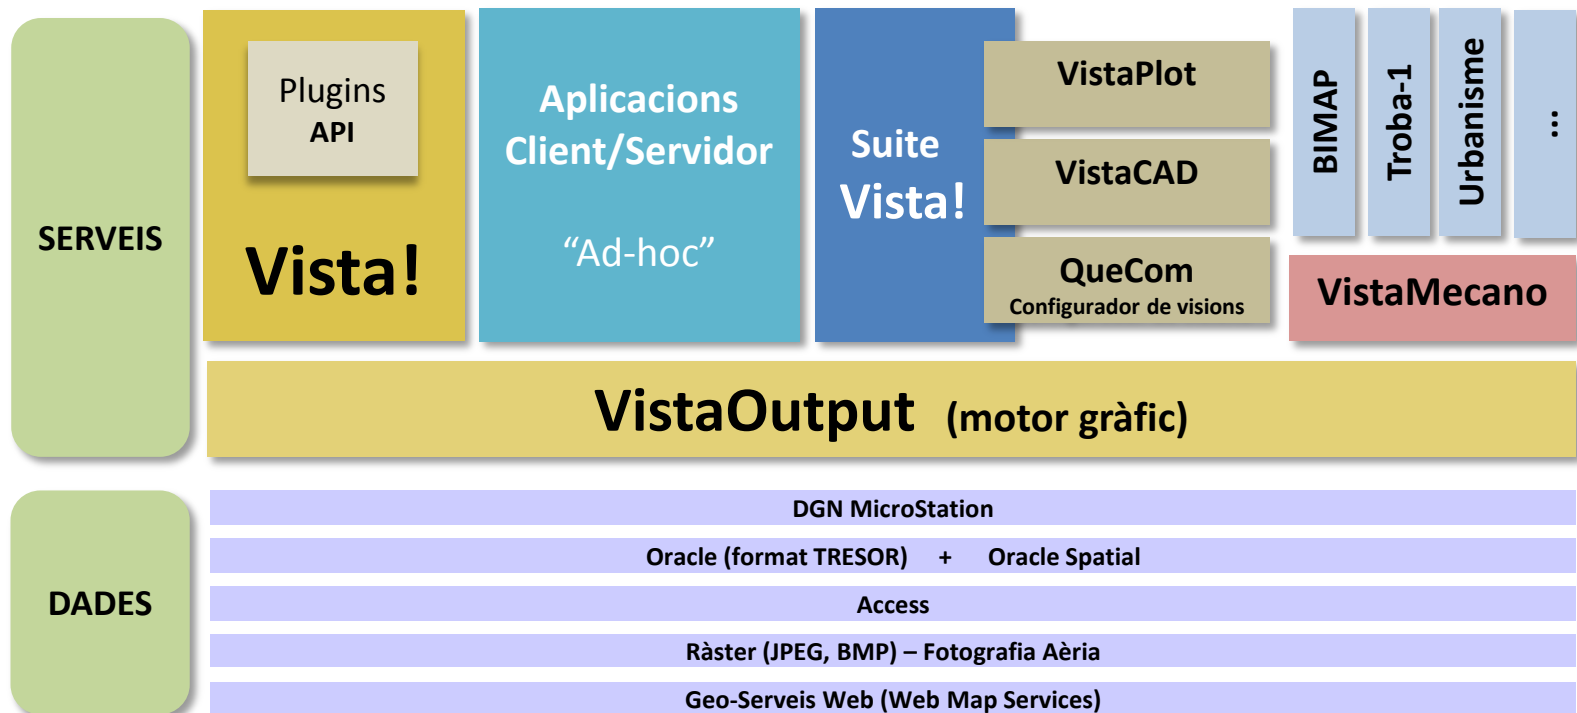 SERVEIS
Plugins
API
Vista!
Aplicacions
Client/Servidor
“Ad-hoc”
Suite
Vista!
VistaPlot
VistaCAD
QueCom
Configurador de visions
BIMAP
Troba-1
Urbanisme
...
VistaMecano
VistaOutput (motor gràfic)
DADES
DGN MicroStation
Oracle (format TRESOR) + Oracle Spatial
Access
Ràster (JPEG, BMP) – Fotografia Aèria
Geo-Serveis Web (Web Map Services)